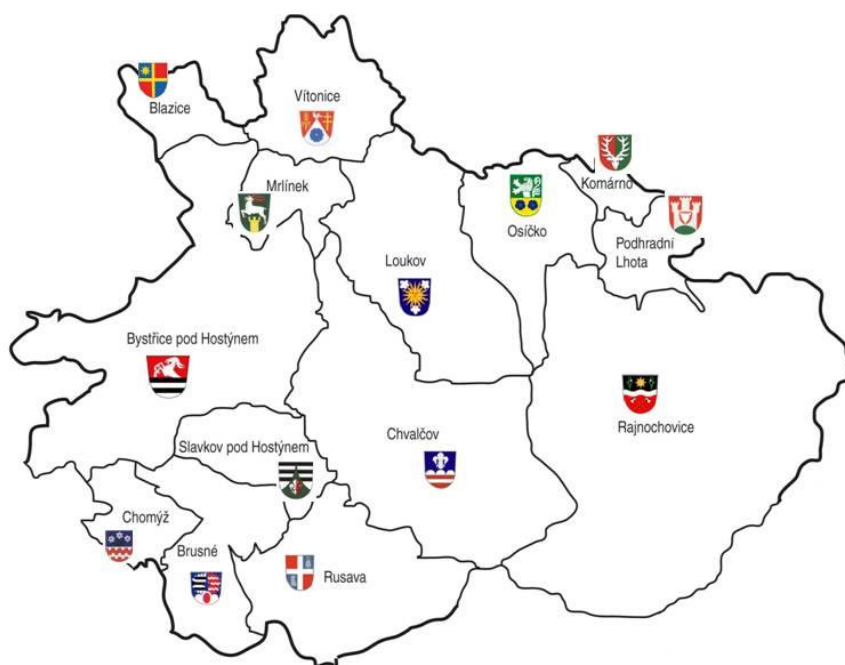 Blazice
Vítonice
Mrlínek
Komárno
Osíčko
Podhradní
Lhota
Loukov
Bystřice pod Hostýnem
Rajnochovice
Chvalčov
Slavkov pod Hostýnem
Chomýž
Brusné
Rusava